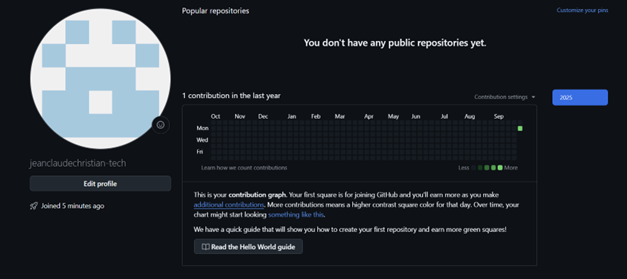 Popular repositories
Customize your pins
You don't have any public repositories yet.
1 contribution in the last year
Contribution settings
2025
Oct Nov Dec Jan Feb Mar Apr May Jun Jul Aug Sep
Mon
Wed
Fri
Learn how we count contributions
Less More
jeanclaudechristian-tech
Edit profile
Joined 5 minutes ago
This is your contribution graph. Your first square is for joining GitHub and you'll earn more as you make
additional contributions. More contributions means a higher contrast square color for that day. Over time, your
chart might start looking something like this.
We have a quick guide that will show you how to create your first repository and earn more green squares!
Read the Hello World guide